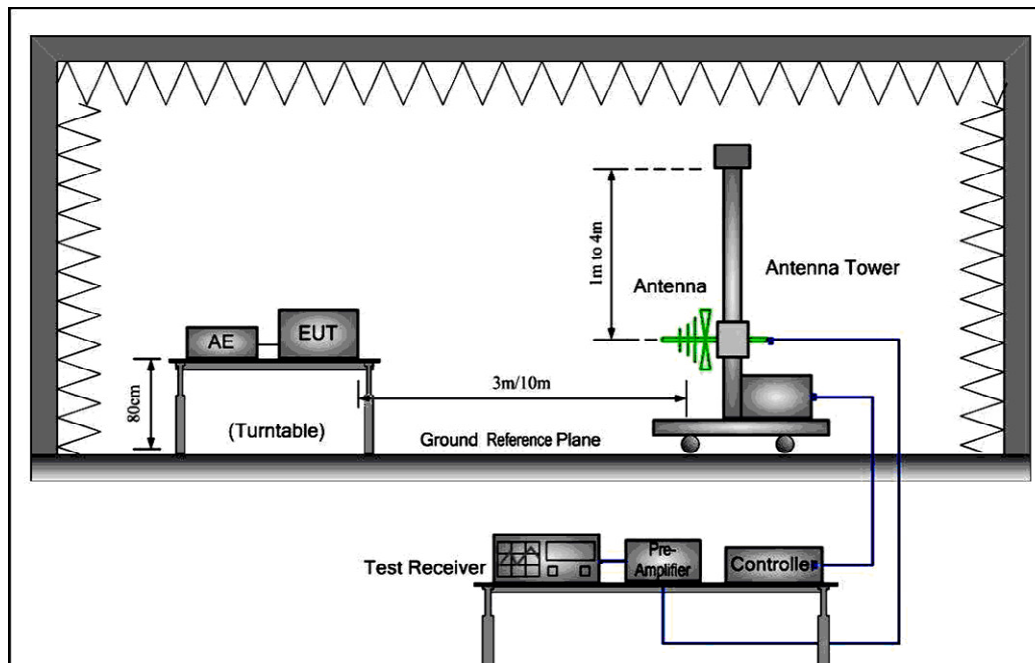 1m to 4m
Antenna Tower
Antenna
AE
EUT
3m/10m
80cm
(Turntable)
Ground Reference Plane
Test Receiver
Pre-
Amplifier
Controller